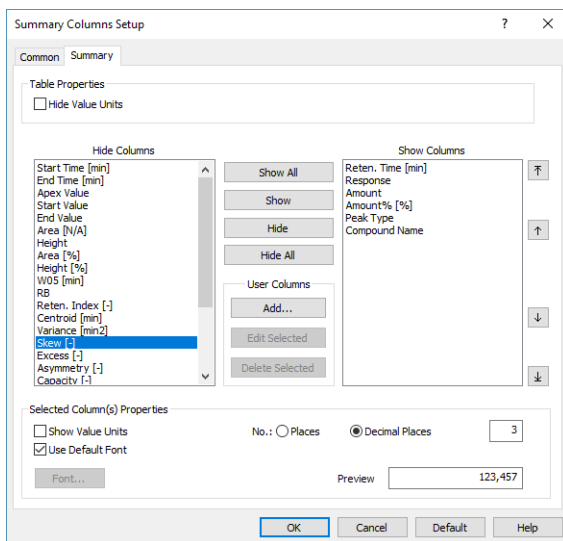 Summary Columns Setup ? ×
Common Summary
Table Properties
Hide Value Units
Hide Columns
Start Time [min]
End Time [min]
Apex Value
Start Value
End Value
Area [N/A]
Height
Area [%]
Height [%]
W05 [min]
RB
Reten. Index [-]
Centroid [min]
Variance [min2]
Skew [-]
Excess [-]
Asymmetry [-]
Capacity [-]
Show All
Show
Hide
Hide All
User Columns
Add...
Edit Selected
Delete Selected
Show Columns
Reten. Time [min]
Response
Amount
Amount% [%]
Peak Type
Compound Name
Selected Column(s) Properties
Show Value Units No.: Places Decimal Places 3
Use Default Font
Font... Preview 123,457
OK Cancel Default Help